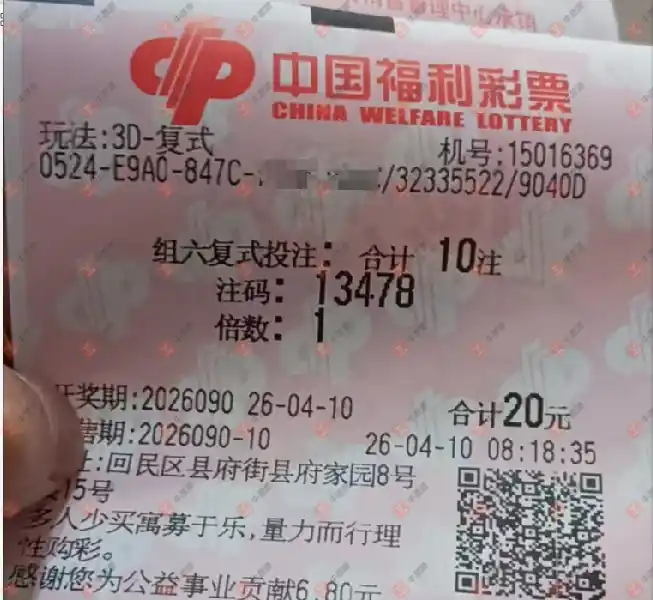 中国福利彩票
CHINA WELFARE LOTTERY
玩法:3D-复式
机号:15016369
0524-E9A0-847C- /32335522/9040D
组六复式投注: 合计 10注
注码: 13478
倍数: 1
开奖期:2026090 26-04-10
合计20元
售期:2026090-10
26-04-10 08:18:35
址:回民区县府街县府家园8号
15号
多人少买寓募于乐,量力而行理
性购彩。
感谢您为公益事业贡献6.80元